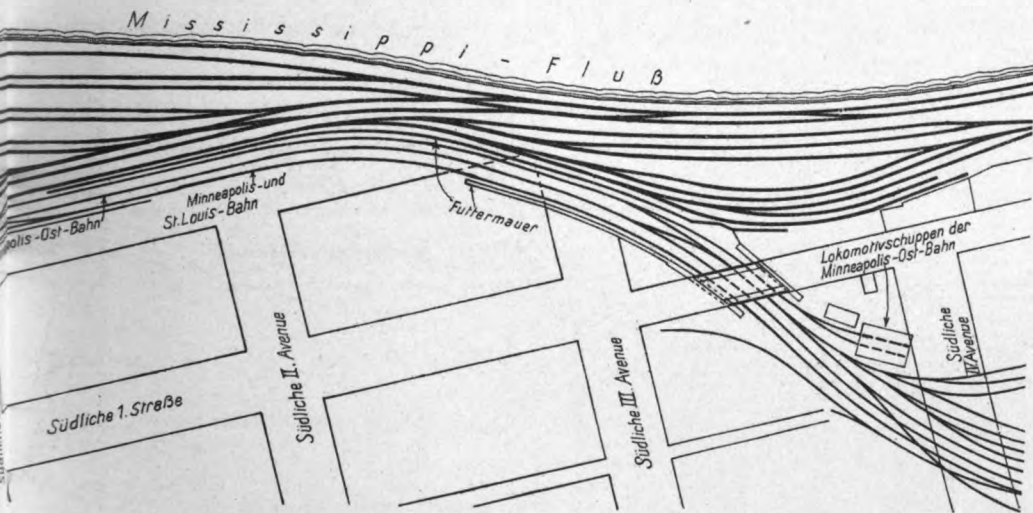 Mississippi-Fluß
polis-Ost-Bahn
Minneapolis-und
St.Louis-Bahn
Futtermauer
Lokomotivschuppen der
Minneapolis-Ost-Bahn
Südliche 1. Straße
Südliche II. Avenue
Südliche III. Avenue
Südliche
IV. Avenue